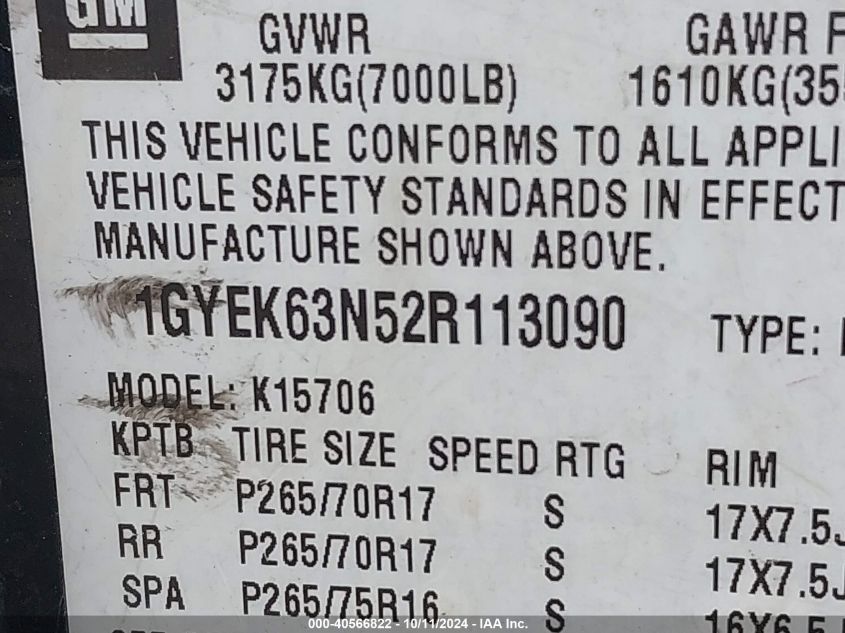 GM
GVWR GAWR F
3175KG(7000LB) 1610KG(35
THIS VEHICLE CONFORMS TO ALL APPLI
VEHICLE SAFETY STANDARDS IN EFFECT
MANUFACTURE SHOWN ABOVE.
1GYEK63N52R113090 TYPE:
MODEL: K15706
KPTB TIRE SIZE SPEED RTG RIM
FRT P265/70R17 S 17X7.5J
RR P265/70R17 S 17X7.5J
SPA P265/75R16 S 16X6.5
000-40566822 - 10/11/2024 - IAA Inc.